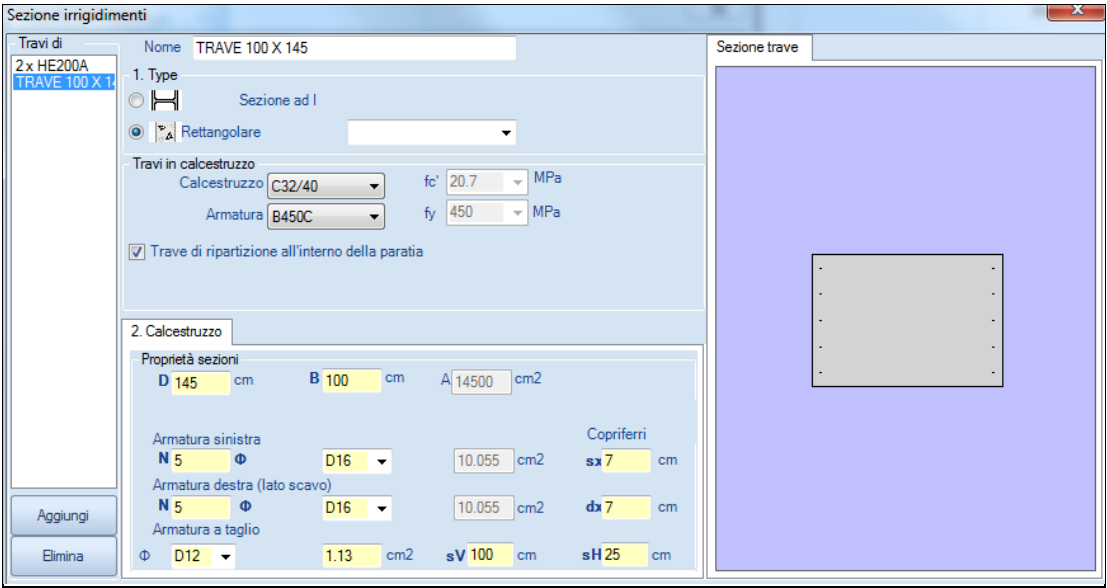 Sezione irrigidimenti
X
Travi di
2 x HE200A
TRAVE 100 X 14
Aggiungi
Elimina
Nome TRAVE 100 X 145
1. Type
Sezione ad I
Rettangolare
Travi in calcestruzzo
Calcestruzzo C32/40 fc' 20.7 MPa
Armatura B450C fy 450 MPa
Trave di ripartizione all'interno della paratia
2. Calcestruzzo
Proprietà sezioni
D 145 cm B 100 cm A 14500 cm2
Armatura sinistra Copriferri
N 5 Φ D16 10.055 cm2 sx 7 cm
Armatura destra (lato scavo)
N 5 Φ D16 10.055 cm2 dx 7 cm
Armatura a taglio
Φ D12 1.13 cm2 sV 100 cm sH 25 cm
Sezione trave